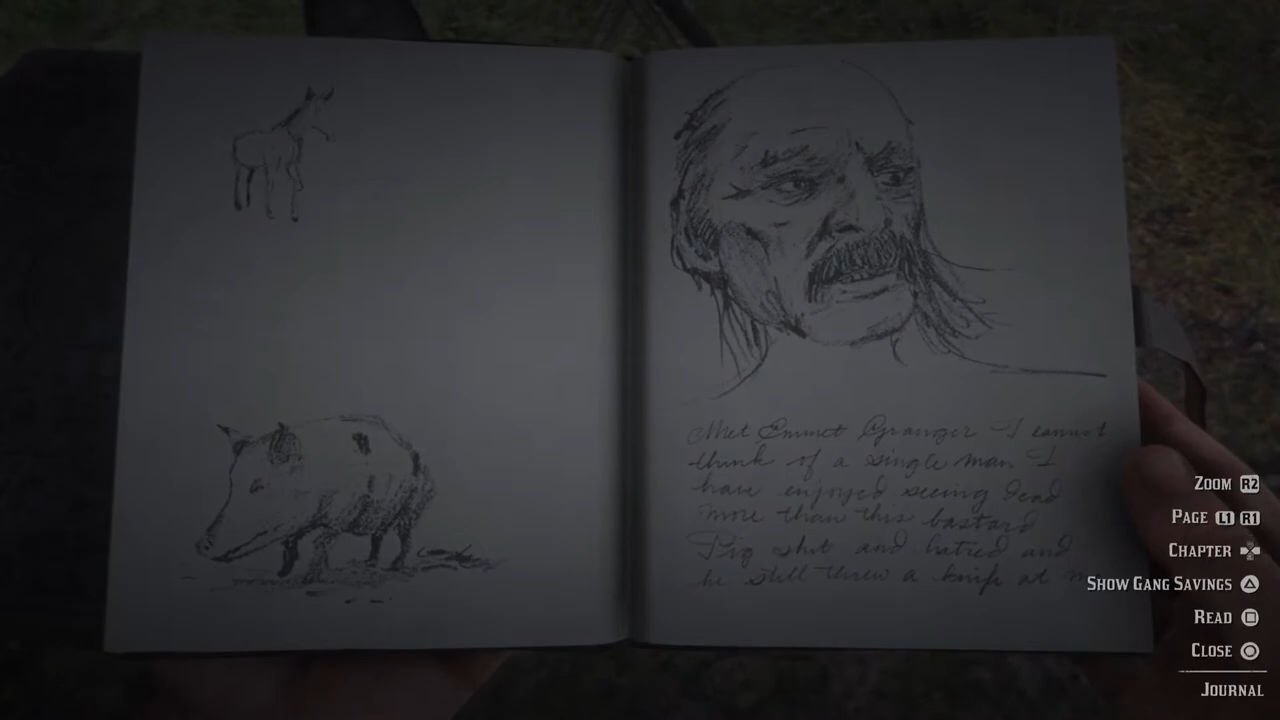 Met Emmet Granger I cannot
think of a single man I
have enjoyed seeing dead
more than this bastard
Pig shit and hatred and
he still threw a knife at
ZOOM R2
PAGE L1 R1
CHAPTER
SHOW GANG SAVINGS
READ
CLOSE
JOURNAL